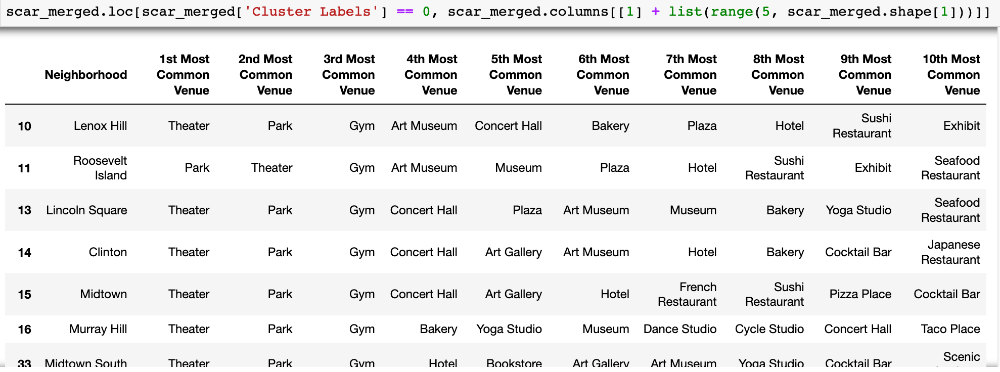 scar_merged.loc[scar_merged['Cluster Labels'] == 0, scar_merged.columns[[1] + list(range(5, scar_merged.shape[1]))]]
Neighborhood 1st Most Common Venue 2nd Most Common Venue 3rd Most Common Venue 4th Most Common Venue 5th Most Common Venue 6th Most Common Venue 7th Most Common Venue 8th Most Common Venue 9th Most Common Venue 10th Most Common Venue
10 Lenox Hill Theater Park Gym Art Museum Concert Hall Bakery Plaza Hotel Sushi Restaurant Exhibit
11 Roosevelt Island Park Theater Gym Art Museum Museum Plaza Hotel Sushi Restaurant Exhibit Seafood Restaurant
13 Lincoln Square Theater Park Gym Concert Hall Plaza Art Museum Museum Bakery Yoga Studio Seafood Restaurant
14 Clinton Theater Park Gym Concert Hall Art Gallery Art Museum Hotel Bakery Cocktail Bar Japanese Restaurant
15 Midtown Theater Park Gym Concert Hall Art Gallery Hotel French Restaurant Sushi Restaurant Pizza Place Cocktail Bar
16 Murray Hill Theater Park Gym Bakery Yoga Studio Museum Dance Studio Cycle Studio Concert Hall Taco Place
33 Midtown South Theater Park Gym Hotel Bookstore Art Gallery Art Museum Yoga Studio Cocktail Bar Scenic